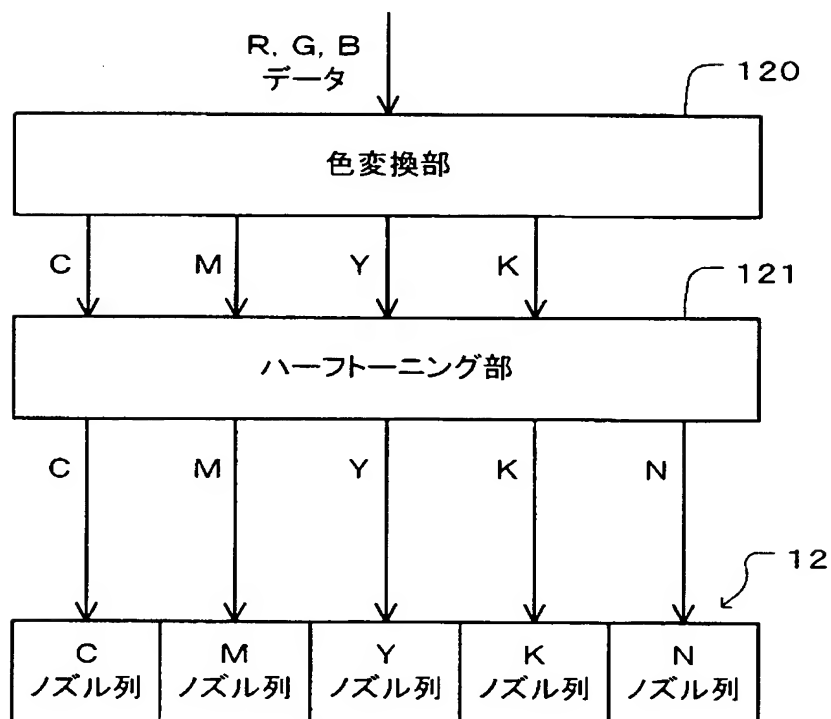 R, G, B
データ
120
色変換部
C M Y K
121
ハーフトーニング部
C M Y K N
12
C M Y K N
ノズル列 ノズル列 ノズル列 ノズル列 ノズル列